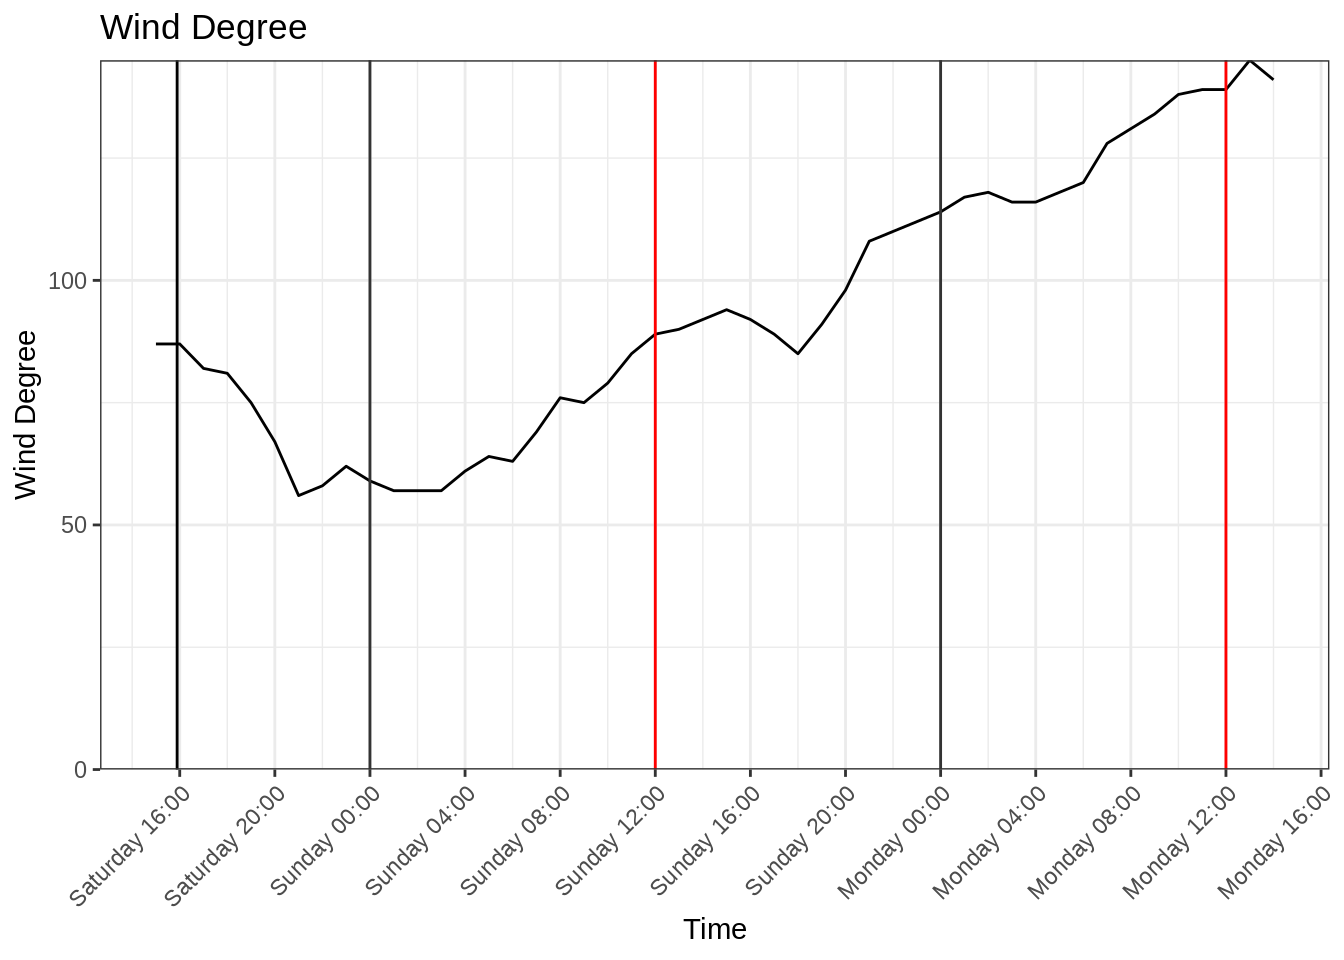 Wind Degree
Wind Degree
100
50
0
Saturday 16:00
Saturday 20:00
Sunday 00:00
Sunday 04:00
Sunday 08:00
Sunday 12:00
Sunday 16:00
Sunday 20:00
Monday 00:00
Monday 04:00
Monday 08:00
Monday 12:00
Monday 16:00
Time